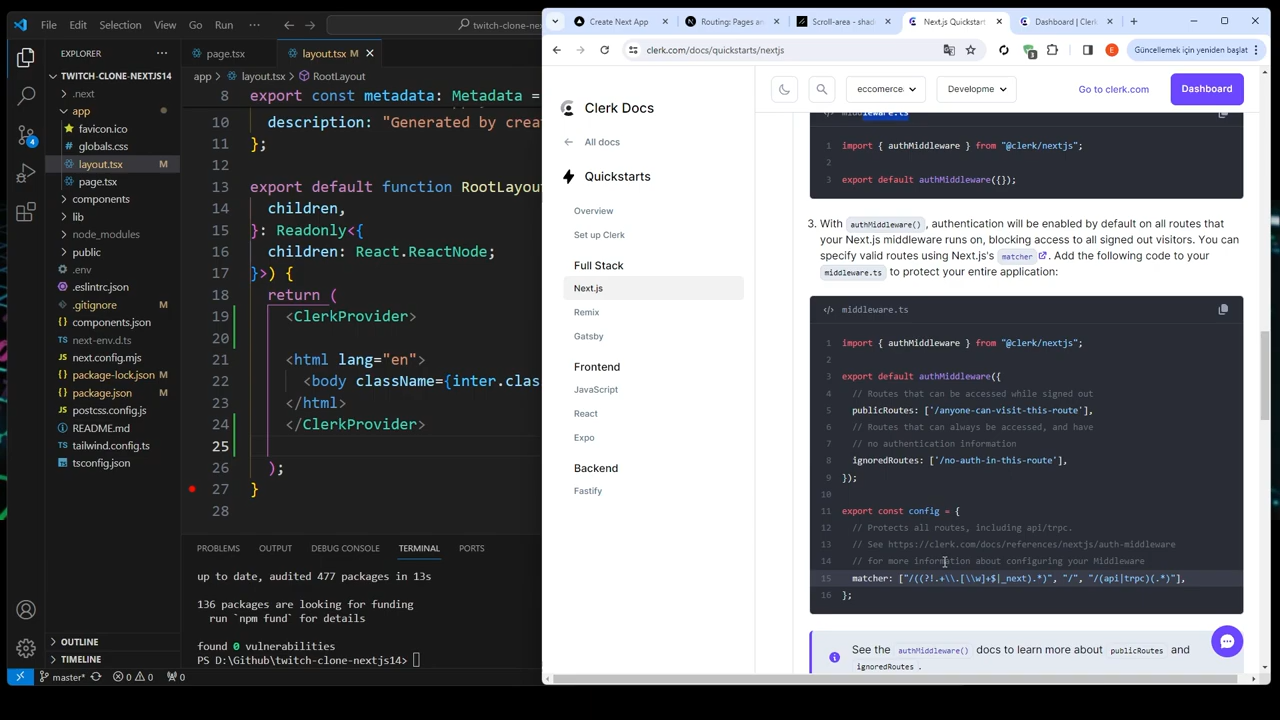 File Edit Selection View Go Run ...
twitch-clone-nextjs14
EXPLORER
TWITCH-CLONE-NEXTJS14
.next
app
favicon.ico
globals.css
layout.tsx M
page.tsx
components
lib
node_modules
public
.env
.eslintrc.json
.gitignore M
components.json
next-env.d.ts
next.config.mjs
package-lock.json M
package.json M
postcss.config.js
README.md
tailwind.config.ts
tsconfig.json
OUTLINE
TIMELINE
page.tsx layout.tsx M
app > layout.tsx > RootLayout
8 export const metadata: Metadata =
10 description: "Generated by crea
11 };
12
13 export default function RootLayou
14 children,
15 }: Readonly<{
16 children: React.ReactNode;
17 }>) {
18 return (
19 <ClerkProvider>
20
21 <html lang="en">
22 <body className={inter.clas
23 </html>
24 </ClerkProvider>
25
26 );
27 }
28
PROBLEMS OUTPUT DEBUG CONSOLE TERMINAL PORTS
up to date, audited 477 packages in 13s
136 packages are looking for funding
run `npm fund` for details
found 0 vulnerabilities
PS D:\Github\twitch-clone-nextjs14>
master* 0 0 0
Create Next App Routing: Pages an Scroll-area - shad Next.js Quickstart Dashboard | Clerk
clerk.com/docs/quickstarts/nextjs
E
Güncellemek için yeniden başlat
Clerk Docs
All docs
Quickstarts
Overview
Set up Clerk
Full Stack
Next.js
Remix
Gatsby
Frontend
JavaScript
React
Expo
Backend
Fastify
ecommerce Developme Go to clerk.com Dashboard
middleware.ts
1 import { authMiddleware } from "@clerk/nextjs";
2
3 export default authMiddleware({});
3. With authMiddleware(), authentication will be enabled by default on all routes that
your Next.js middleware runs on, blocking access to all signed out visitors. You can
specify valid routes using Next.js's matcher . Add the following code to your
middleware.ts to protect your entire application:
middleware.ts
1 import { authMiddleware } from "@clerk/nextjs";
2
3 export default authMiddleware({
4 // Routes that can be accessed while signed out
5 publicRoutes: ['/anyone-can-visit-this-route'],
6 // Routes that can always be accessed, and have
7 // no authentication information
8 ignoredRoutes: ['/no-auth-in-this-route'],
9 });
10
11 export const config = {
12 // Protects all routes, including api/trpc.
13 // See https://clerk.com/docs/references/nextjs/auth-middleware
14 // for more information about configuring your Middleware
15 matcher: ["/((?!.+\\.[\\w]+$|_next).*)", "/", "/(api|trpc)(.*)"],
16 };
See the authMiddleware() docs to learn more about publicRoutes and
ignoredRoutes .